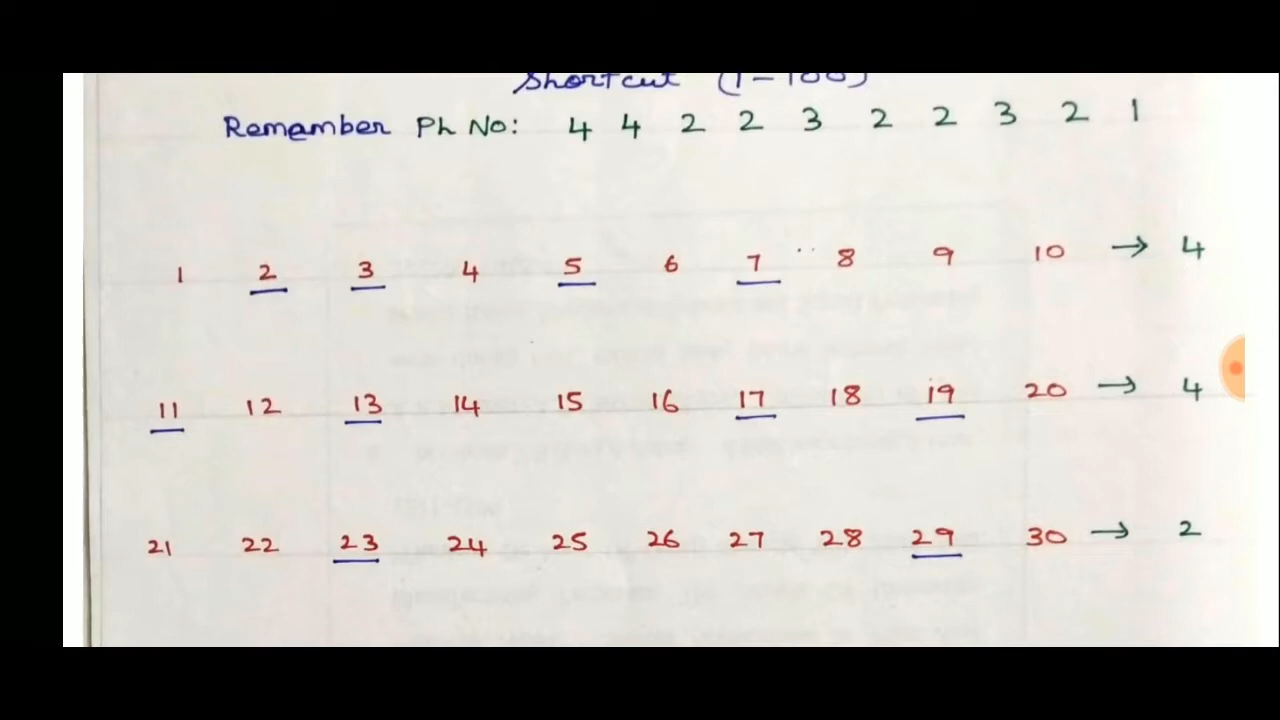 Shortcut (1-100)
Remamber Ph No: 4 4 2 2 3 2 2 3 2 1
1 2 3 4 5 6 7 8 9 10 → 4
11 12 13 14 15 16 17 18 19 20 → 4
21 22 23 24 25 26 27 28 29 30 → 2